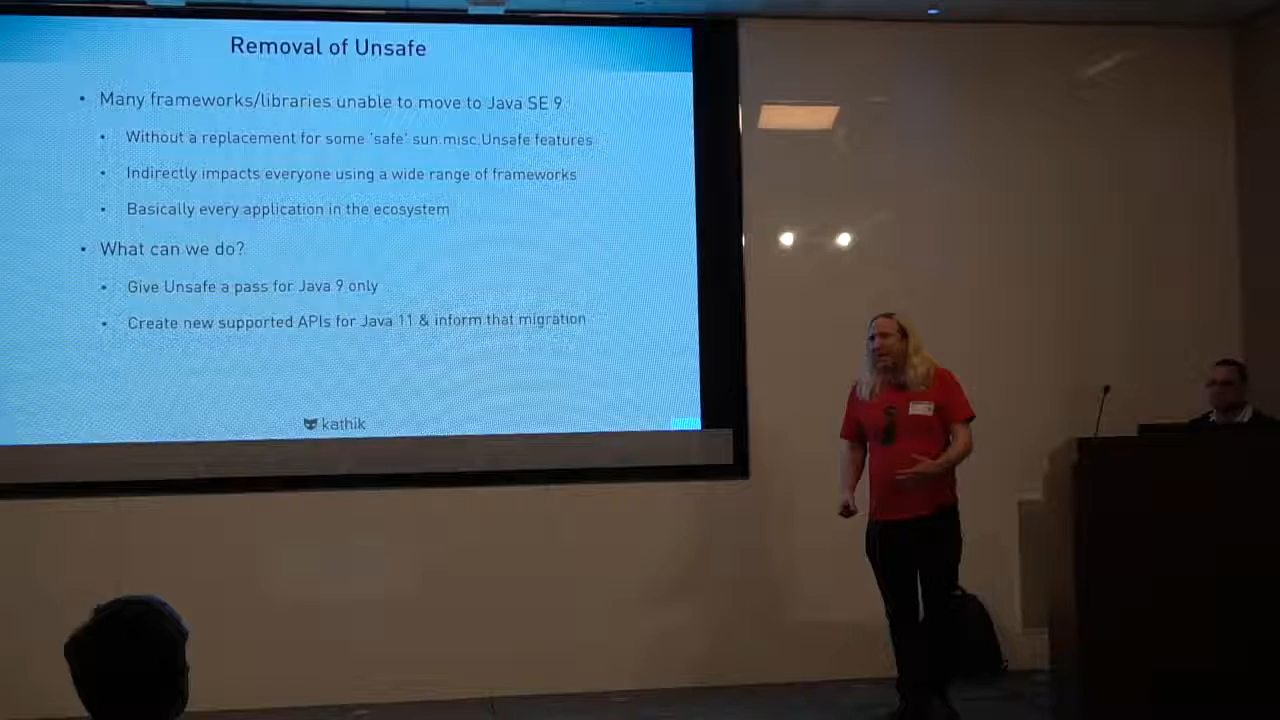 Removal of Unsafe
• Many frameworks/libraries unable to move to Java SE 9
• Without a replacement for some 'safe' sun.misc.Unsafe features
• Indirectly impacts everyone using a wide range of frameworks
• Basically every application in the ecosystem
• What can we do?
• Give Unsafe a pass for Java 9 only
• Create new supported APIs for Java 11 & inform that migration
kathik